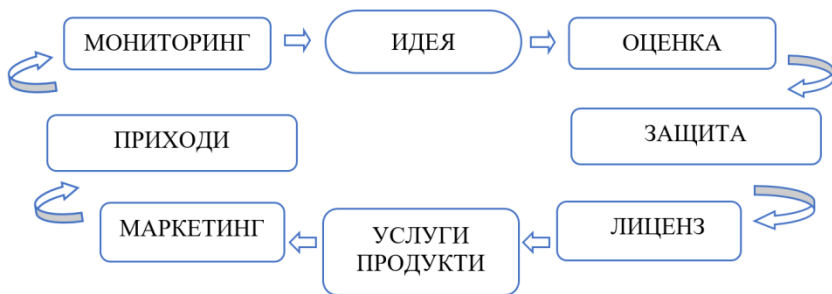 МОНИТОРИНГ
ИДЕЯ
ОЦЕНКА
ПРИХОДИ
ЗАЩИТА
МАРКЕТИНГ
УСЛУГИ
ПРОДУКТИ
ЛИЦЕНЗ